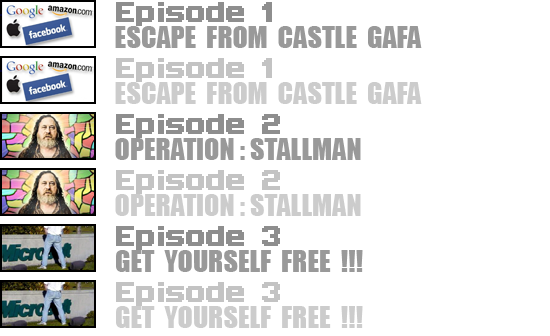 Google amazon.com
facebook
Episode 1
ESCAPE FROM CASTLE GAFA
Google amazon.com
facebook
Episode 1
ESCAPE FROM CASTLE GAFA
Episode 2
OPERATION : STALLMAN
Episode 2
OPERATION : STALLMAN
Microsoft
Episode 3
GET YOURSELF FREE !!!
Microsoft
Episode 3
GET YOURSELF FREE !!!